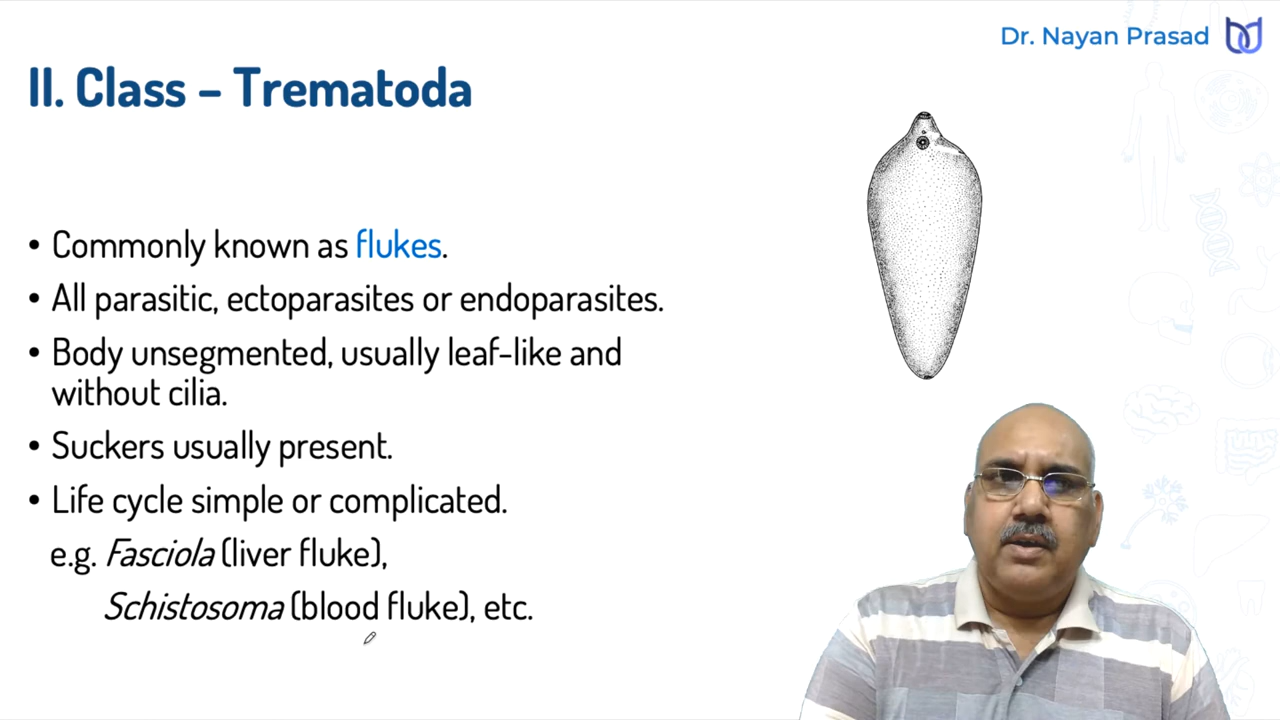 Dr. Nayan Prasad
II. Class – Trematoda
• Commonly known as flukes.
• All parasitic, ectoparasites or endoparasites.
• Body unsegmented, usually leaf-like and
without cilia.
• Suckers usually present.
• Life cycle simple or complicated.
e.g. Fasciola (liver fluke),
Schistosoma (blood fluke), etc.